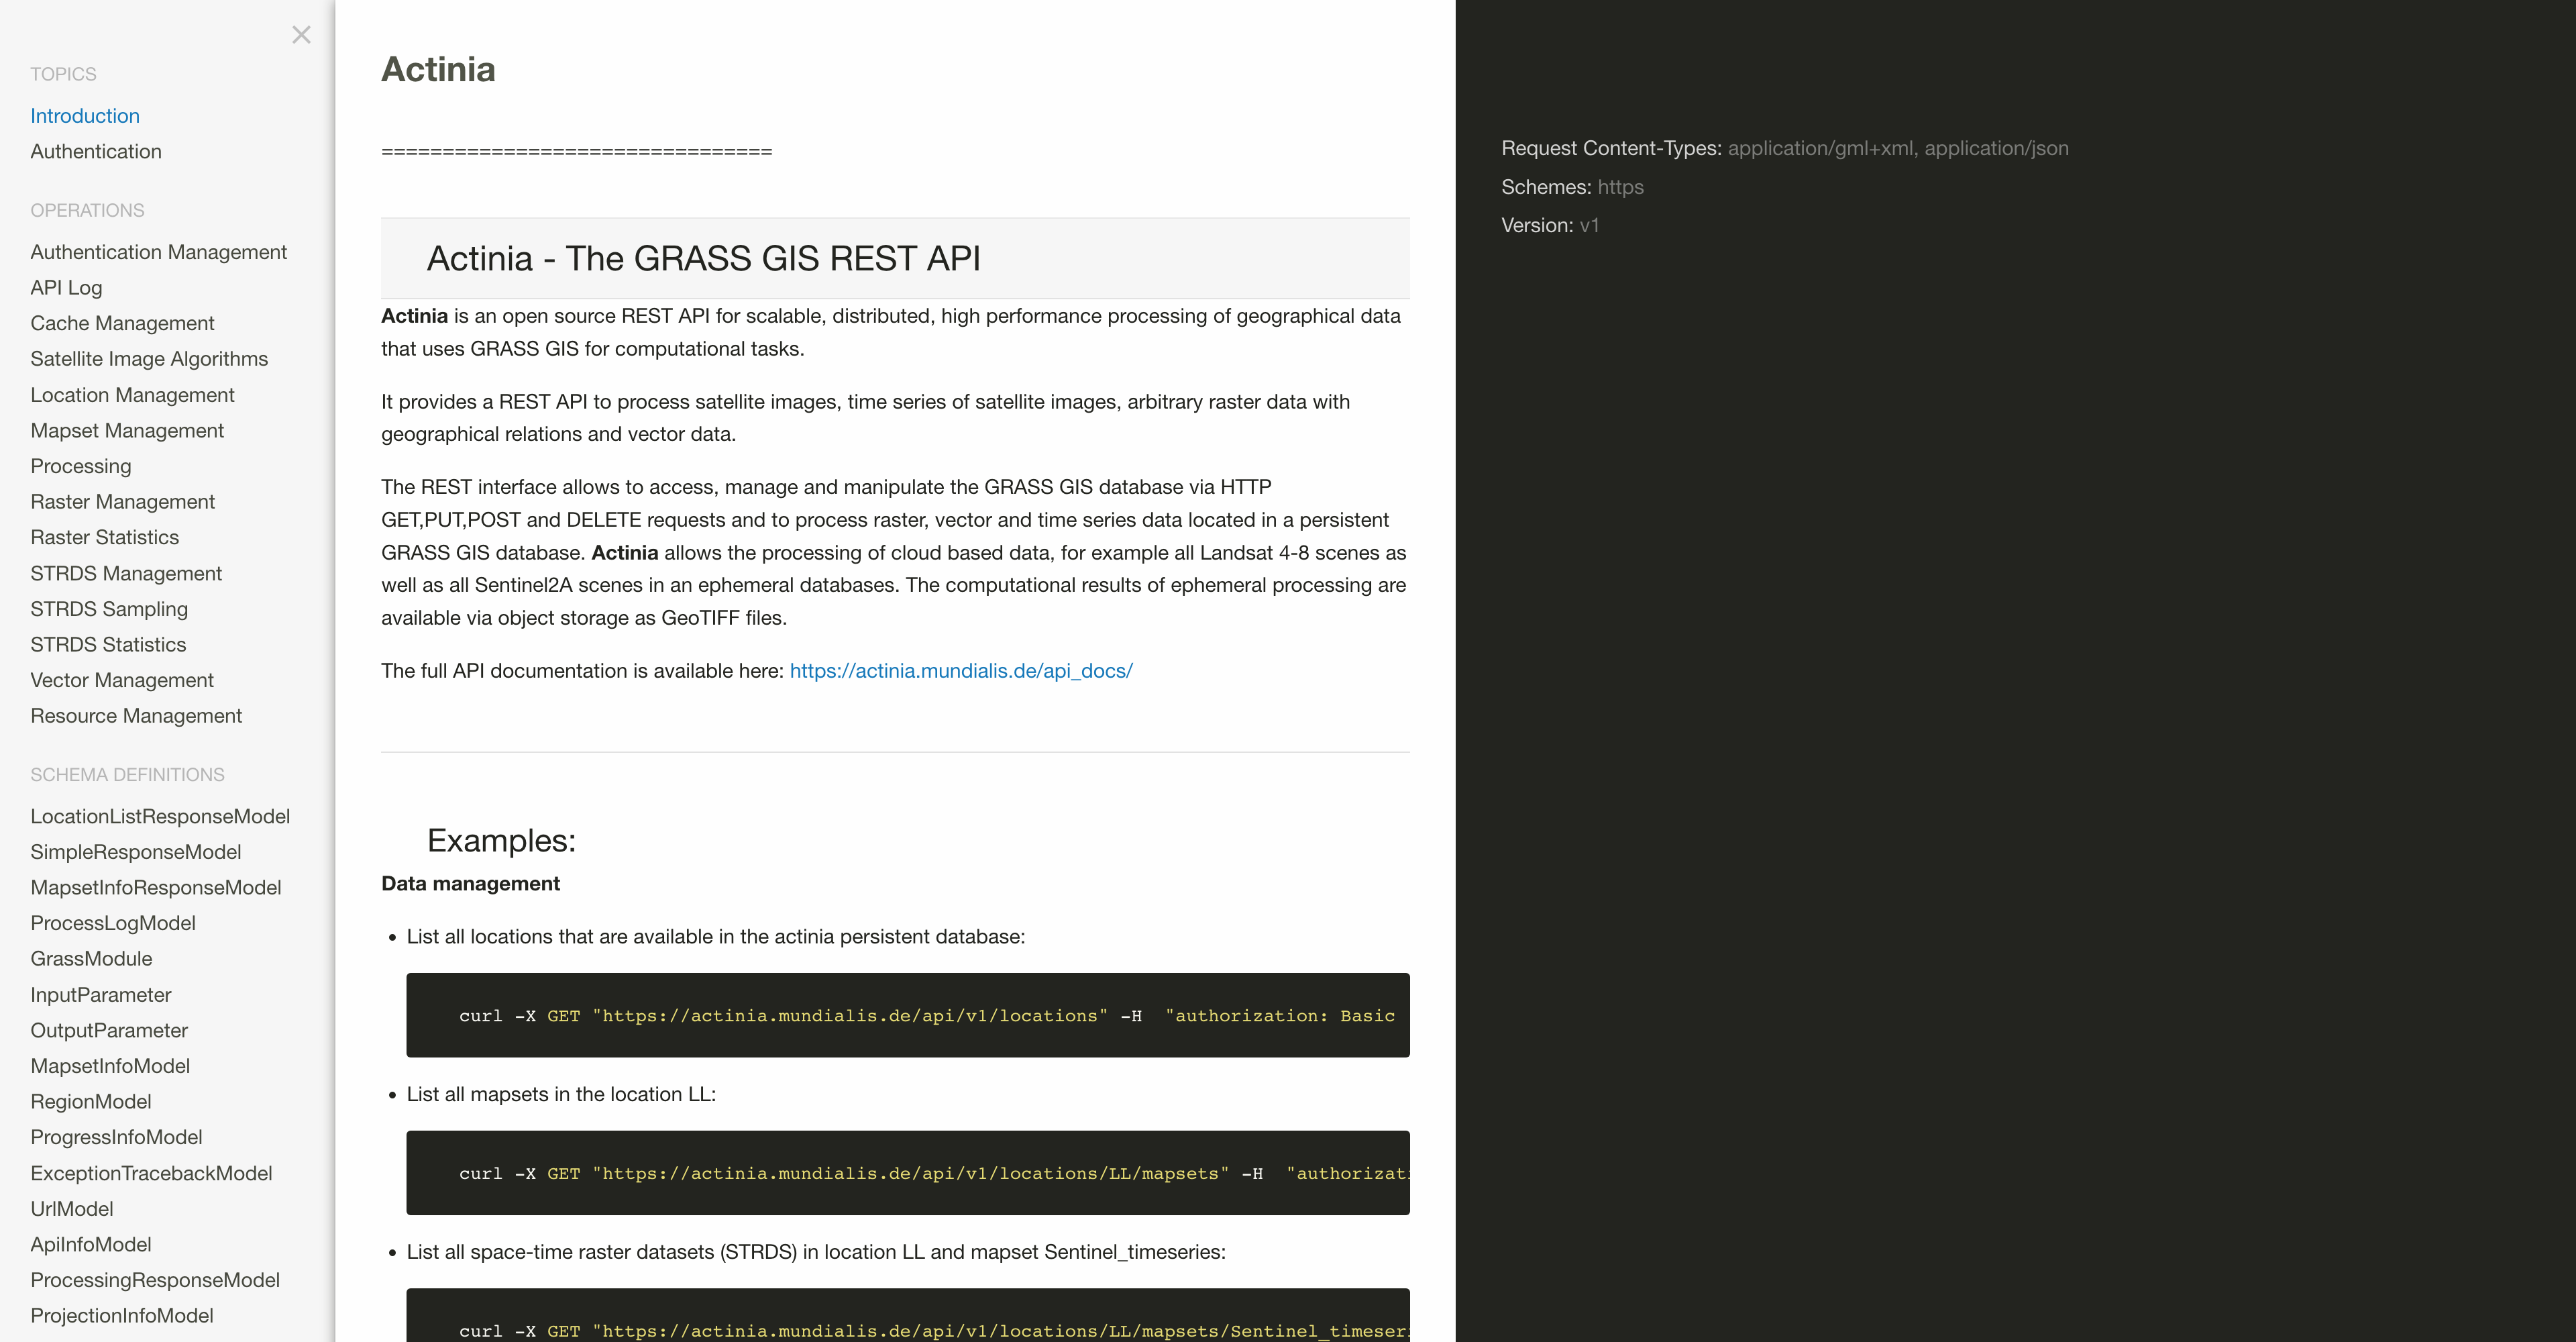 TOPICS
Introduction
Authentication
OPERATIONS
Authentication Management
API Log
Cache Management
Satellite Image Algorithms
Location Management
Mapset Management
Processing
Raster Management
Raster Statistics
STRDS Management
STRDS Sampling
STRDS Statistics
Vector Management
Resource Management
SCHEMA DEFINITIONS
LocationListResponseModel
SimpleResponseModel
MapsetInfoResponseModel
ProcessLogModel
GrassModule
InputParameter
OutputParameter
MapsetInfoModel
RegionModel
ProgressInfoModel
ExceptionTracebackModel
UrlModel
ApiInfoModel
ProcessingResponseModel
ProjectionInfoModel
Actinia
================================
Actinia - The GRASS GIS REST API
Actinia is an open source REST API for scalable, distributed, high performance processing of geographical data
that uses GRASS GIS for computational tasks.
It provides a REST API to process satellite images, time series of satellite images, arbitrary raster data with
geographical relations and vector data.
The REST interface allows to access, manage and manipulate the GRASS GIS database via HTTP
GET,PUT,POST and DELETE requests and to process raster, vector and time series data located in a persistent
GRASS GIS database. Actinia allows the processing of cloud based data, for example all Landsat 4-8 scenes as
well as all Sentinel2A scenes in an ephemeral databases. The computational results of ephemeral processing are
available via object storage as GeoTIFF files.
The full API documentation is available here: https://actinia.mundialis.de/api_docs/
Examples:
Data management
• List all locations that are available in the actinia persistent database:
curl -X GET "https://actinia.mundialis.de/api/v1/locations" -H  "authorization: Basic
• List all mapsets in the location LL:
curl -X GET "https://actinia.mundialis.de/api/v1/locations/LL/mapsets" -H  "authorizati
• List all space-time raster datasets (STRDS) in location LL and mapset Sentinel_timeseries:
curl -X GET "https://actinia.mundialis.de/api/v1/locations/LL/mapsets/Sentinel_timeseri
Request Content-Types: application/gml+xml, application/json
Schemes: https
Version: v1